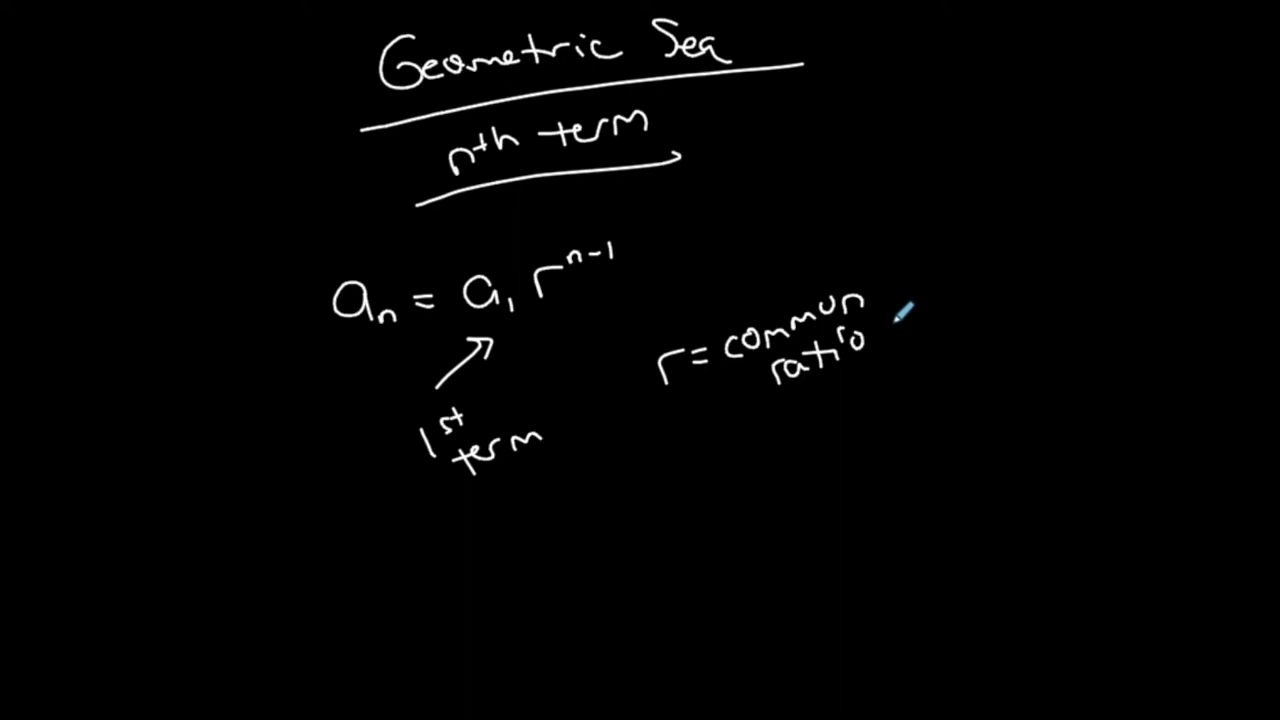 Geometric Seq
nth term
aₙ = a₁ rⁿ⁻¹
r = common
ratio
1st
term